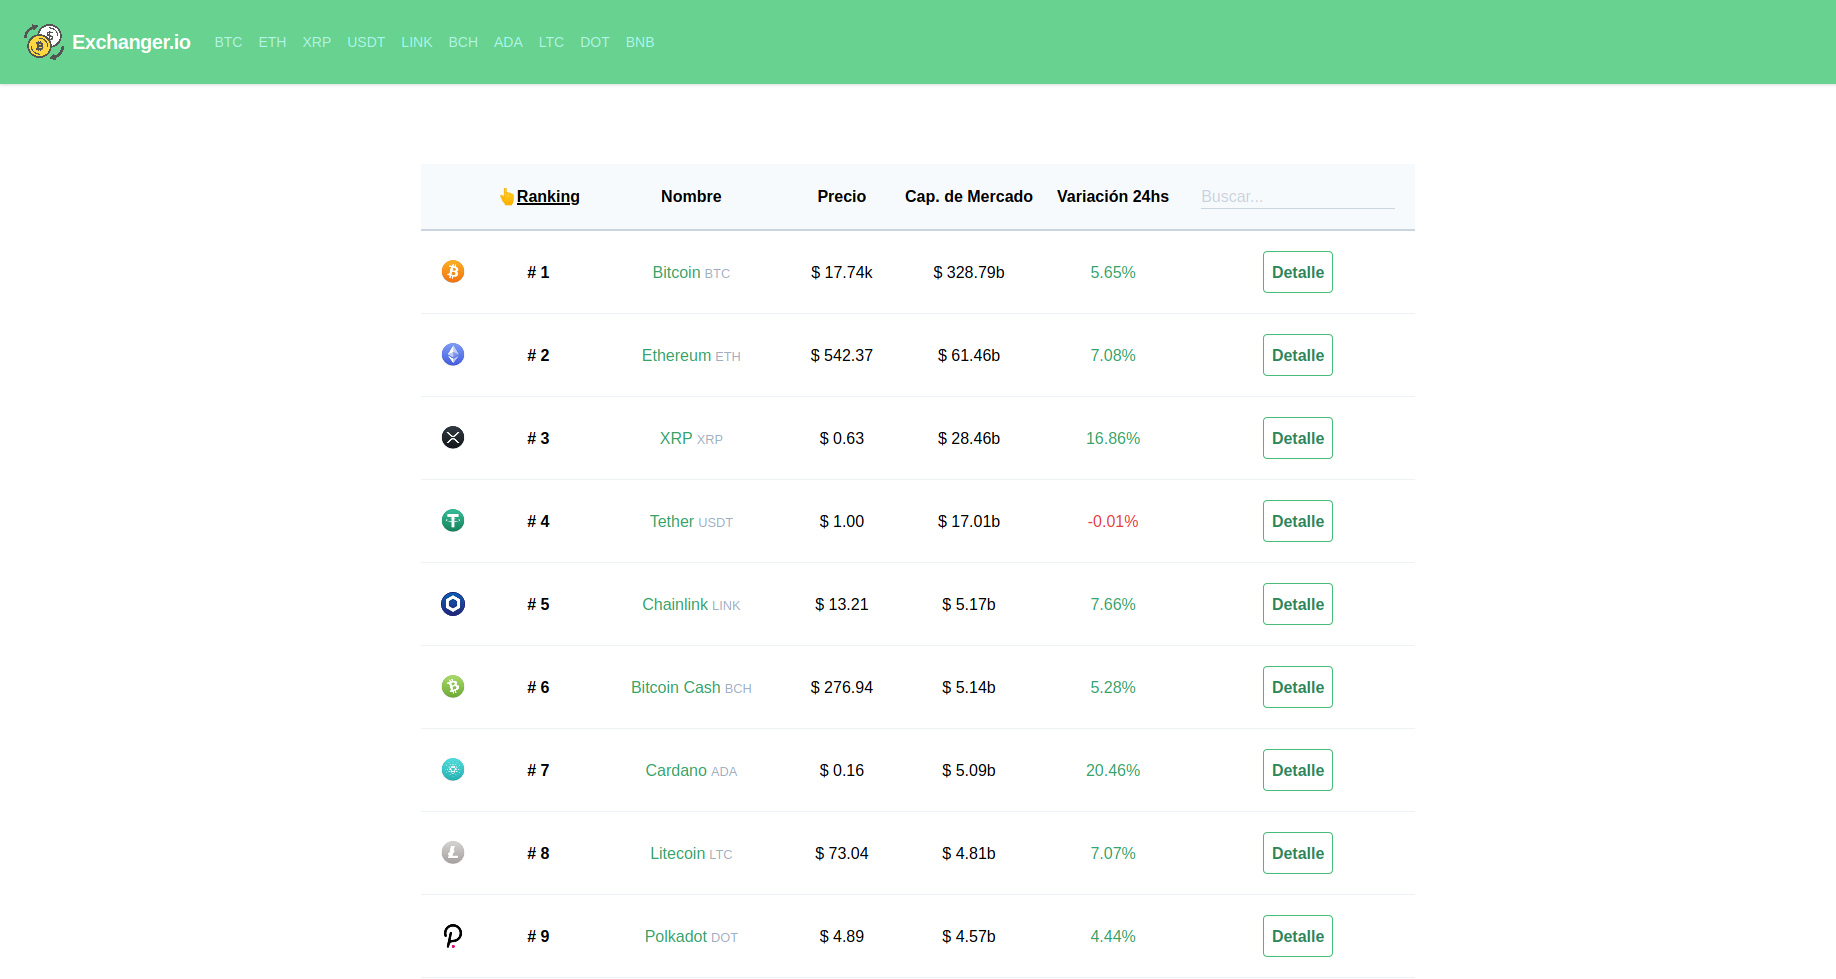 Exchanger.io BTC ETH XRP USDT LINK BCH ADA LTC DOT BNB
👆Ranking Nombre Precio Cap. de Mercado Variación 24hs Buscar...
# 1 Bitcoin BTC $ 17.74k $ 328.79b 5.65% Detalle
# 2 Ethereum ETH $ 542.37 $ 61.46b 7.08% Detalle
# 3 XRP XRP $ 0.63 $ 28.46b 16.86% Detalle
# 4 Tether USDT $ 1.00 $ 17.01b -0.01% Detalle
# 5 Chainlink LINK $ 13.21 $ 5.17b 7.66% Detalle
# 6 Bitcoin Cash BCH $ 276.94 $ 5.14b 5.28% Detalle
# 7 Cardano ADA $ 0.16 $ 5.09b 20.46% Detalle
# 8 Litecoin LTC $ 73.04 $ 4.81b 7.07% Detalle
# 9 Polkadot DOT $ 4.89 $ 4.57b 4.44% Detalle